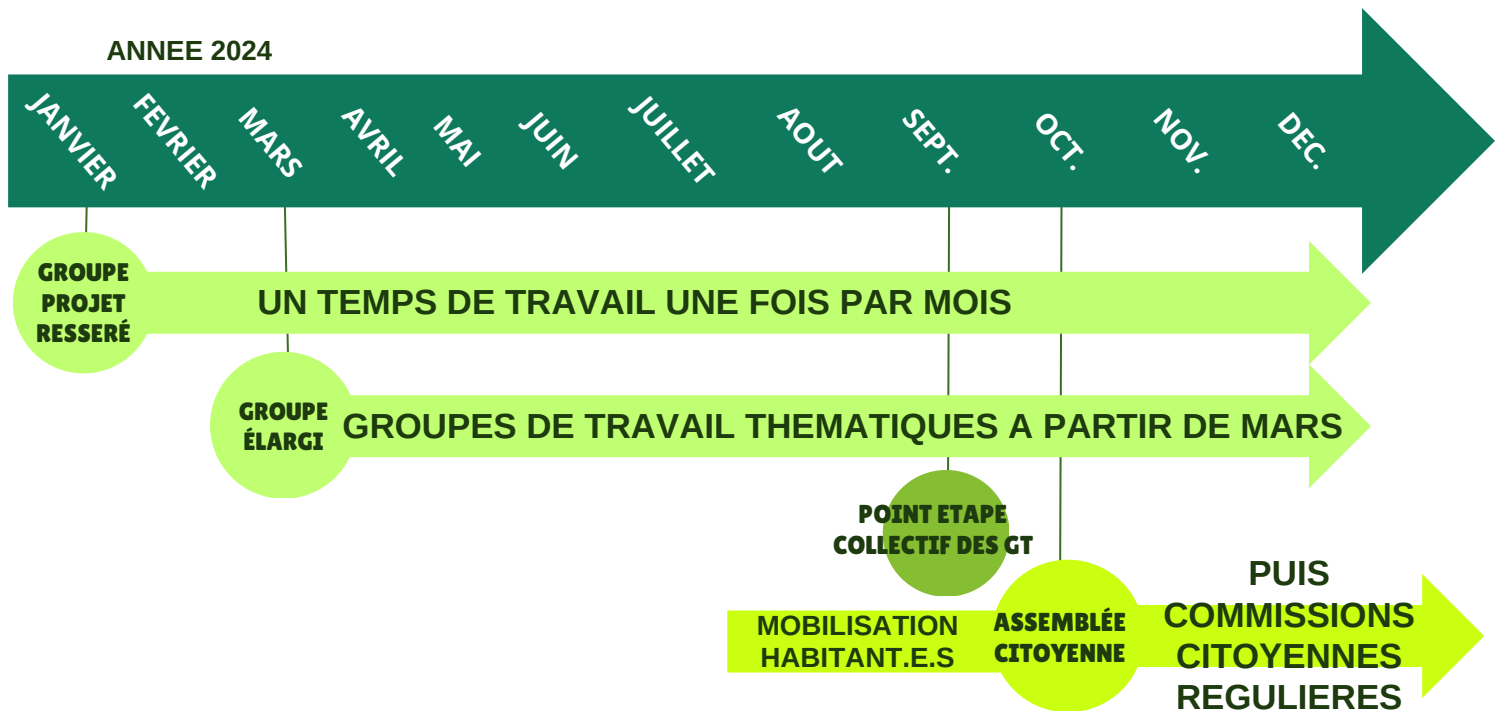 ANNEE 2024
JANVIER
FEVRIER
MARS
AVRIL
MAI
JUIN
JUILLET
AOUT
SEPT.
OCT.
NOV.
DEC.
GROUPE
PROJET
RESSERÉ
UN TEMPS DE TRAVAIL UNE FOIS PAR MOIS
GROUPE
ÉLARGI
GROUPES DE TRAVAIL THEMATIQUES A PARTIR DE MARS
POINT ETAPE
COLLECTIF DES GT
MOBILISATION
HABITANT.E.S
ASSEMBLÉE
CITOYENNE
PUIS
COMMISSIONS
CITOYENNES
REGULIERES